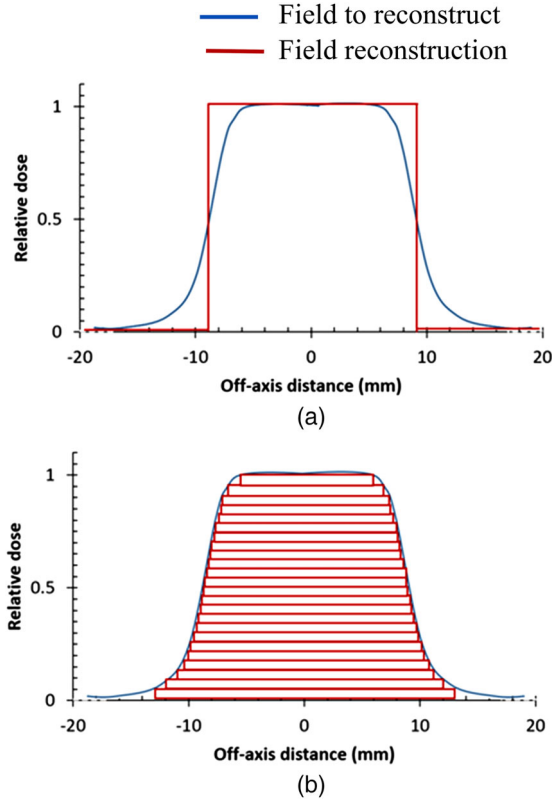 Field to reconstruct
Field reconstruction
1
0.5
0
Relative dose
-20 -10 0 10 20
Off-axis distance (mm)
(a)
1
0.5
0
Relative dose
-20 -10 0 10 20
Off-axis distance (mm)
(b)